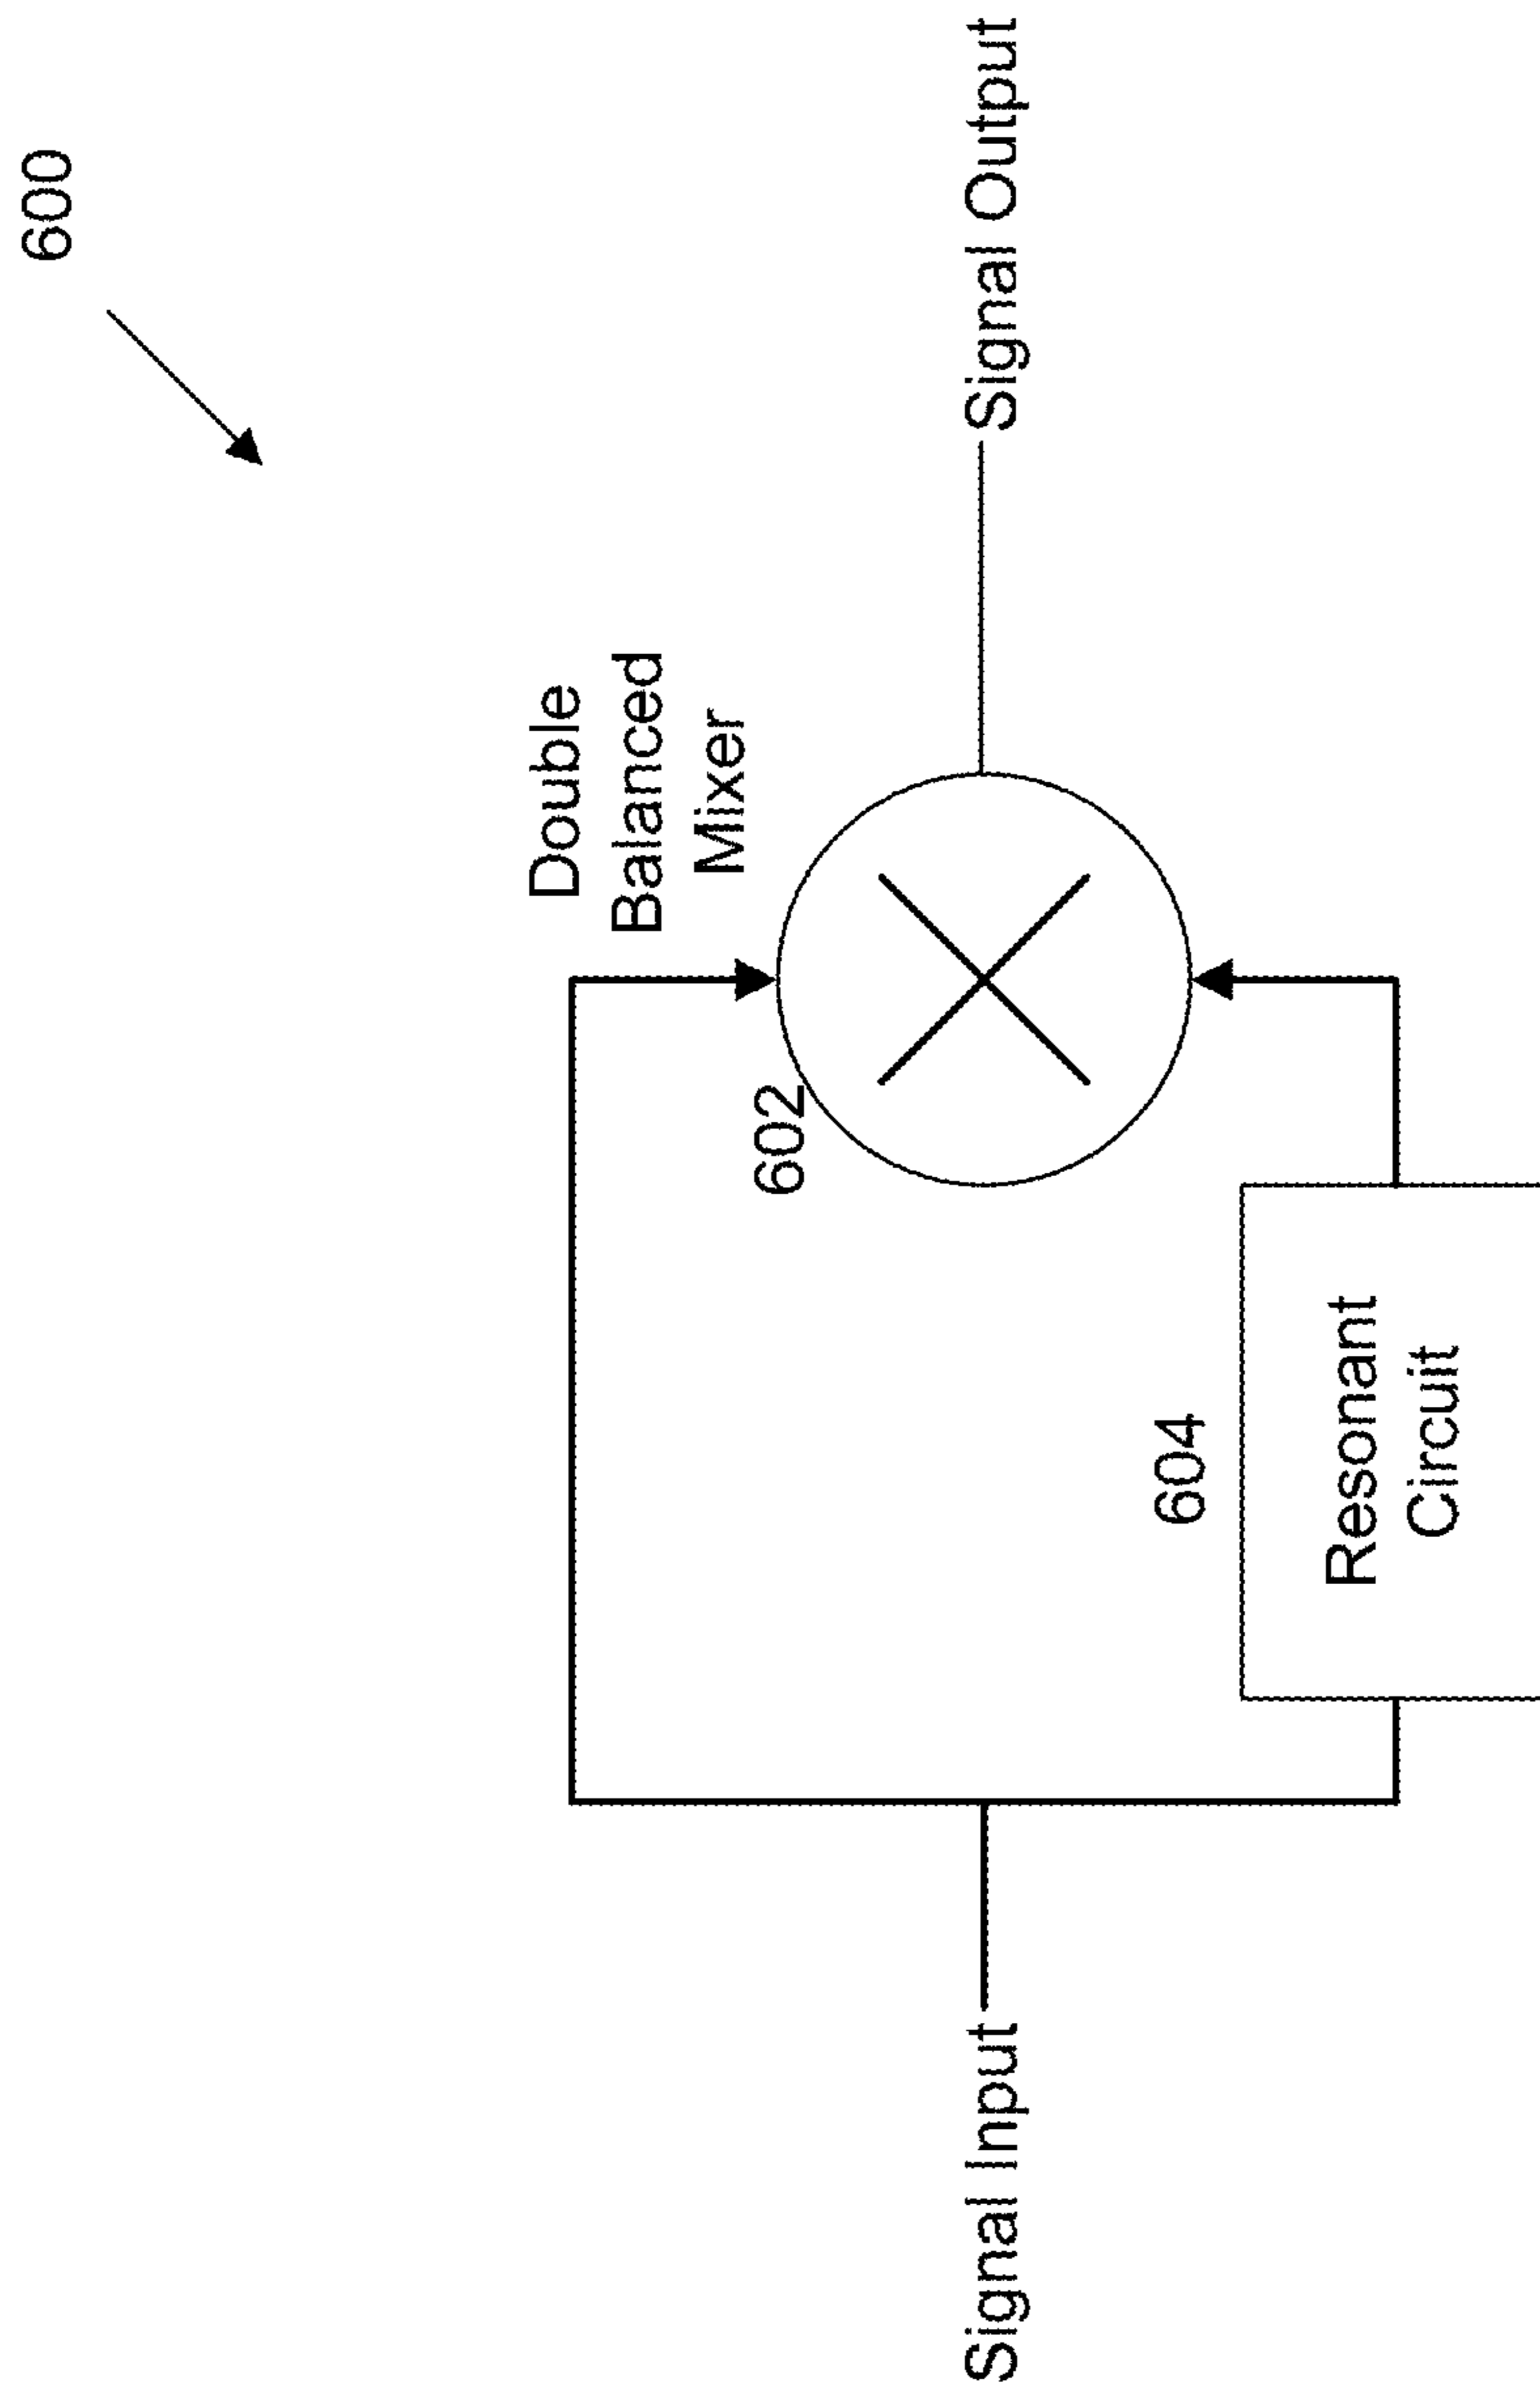 600
Double
Balanced
Mixer
602
Signal Input
Signal Output
604
Resonant
Circuit